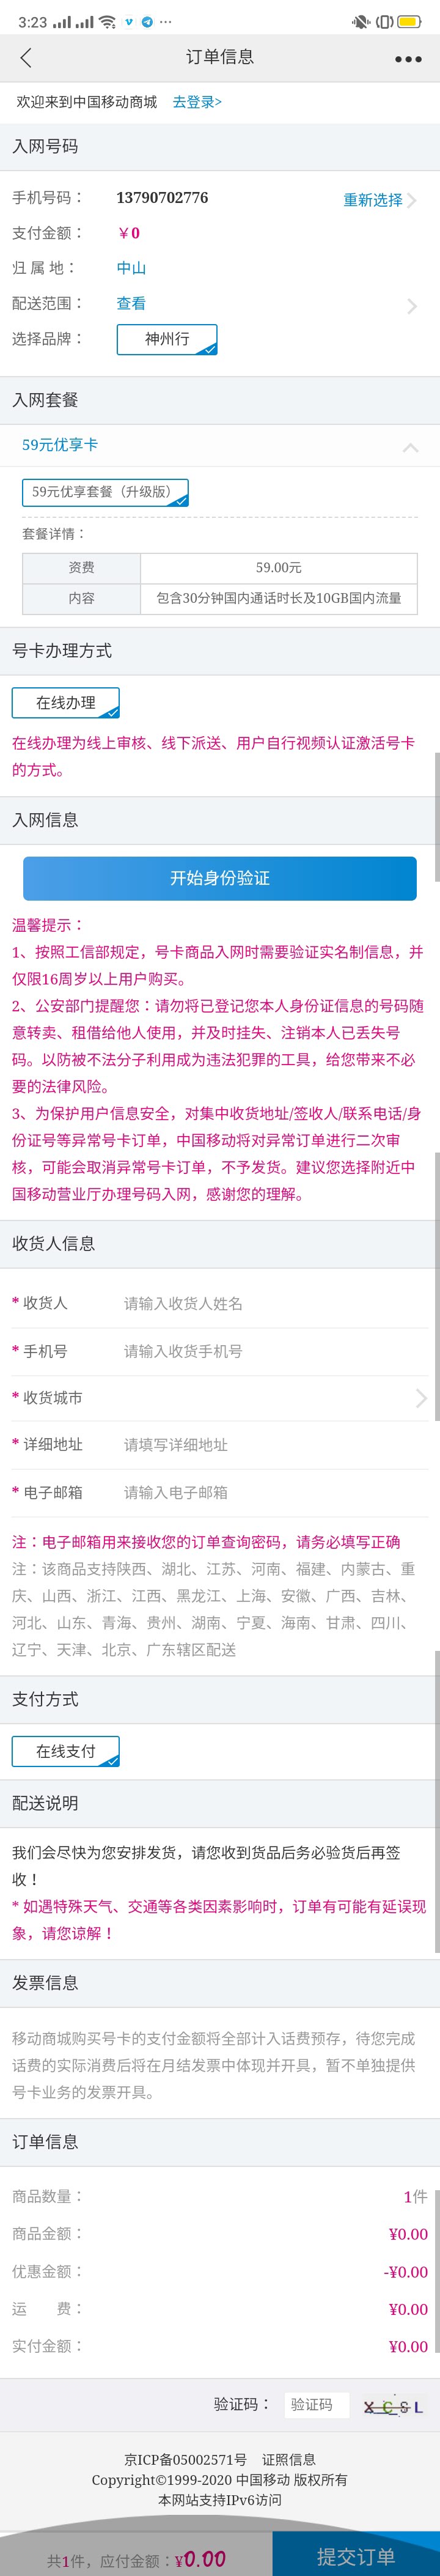 3:23
订单信息
欢迎来到中国移动商城 去登录>
入网号码
手机号码： 13790702776 重新选择
支付金额： ￥0
归 属 地： 中山
配送范围： 查看
选择品牌： 神州行
入网套餐
59元优享卡
59元优享套餐（升级版）
套餐详情：
资费 59.00元
内容 包含30分钟国内通话时长及10GB国内流量
号卡办理方式
在线办理
在线办理为线上审核、线下派送、用户自行视频认证激活号卡
的方式。
入网信息
开始身份验证
温馨提示：
1、按照工信部规定，号卡商品入网时需要验证实名制信息，并
仅限16周岁以上用户购买。
2、公安部门提醒您：请勿将已登记您本人身份证信息的号码随
意转卖、租借给他人使用，并及时挂失、注销本人已丢失号
码。以防被不法分子利用成为违法犯罪的工具，给您带来不必
要的法律风险。
3、为保护用户信息安全，对集中收货地址/签收人/联系电话/身
份证号等异常号卡订单，中国移动将对异常订单进行二次审
核，可能会取消异常号卡订单，不予发货。建议您选择附近中
国移动营业厅办理号码入网，感谢您的理解。
收货人信息
* 收货人 请输入收货人姓名
* 手机号 请输入收货手机号
* 收货城市
* 详细地址 请填写详细地址
* 电子邮箱 请输入电子邮箱
注：电子邮箱用来接收您的订单查询密码，请务必填写正确
注：该商品支持陕西、湖北、江苏、河南、福建、内蒙古、重
庆、山西、浙江、江西、黑龙江、上海、安徽、广西、吉林、
河北、山东、青海、贵州、湖南、宁夏、海南、甘肃、四川、
辽宁、天津、北京、广东辖区配送
支付方式
在线支付
配送说明
我们会尽快为您安排发货，请您收到货品后务必验货后再签
收！
* 如遇特殊天气、交通等各类因素影响时，订单有可能有延误现
象，请您谅解！
发票信息
移动商城购买号卡的支付金额将全部计入话费预存，待您完成
话费的实际消费后将在月结发票中体现并开具，暂不单独提供
号卡业务的发票开具。
订单信息
商品数量： 1件
商品金额： ¥0.00
优惠金额： -¥0.00
运 费： ¥0.00
实付金额： ¥0.00
验证码： 验证码 X C S L
京ICP备05002571号 证照信息
Copyright©1999-2020 中国移动 版权所有
本网站支持IPv6访问
共1件，应付金额：¥0.00 提交订单